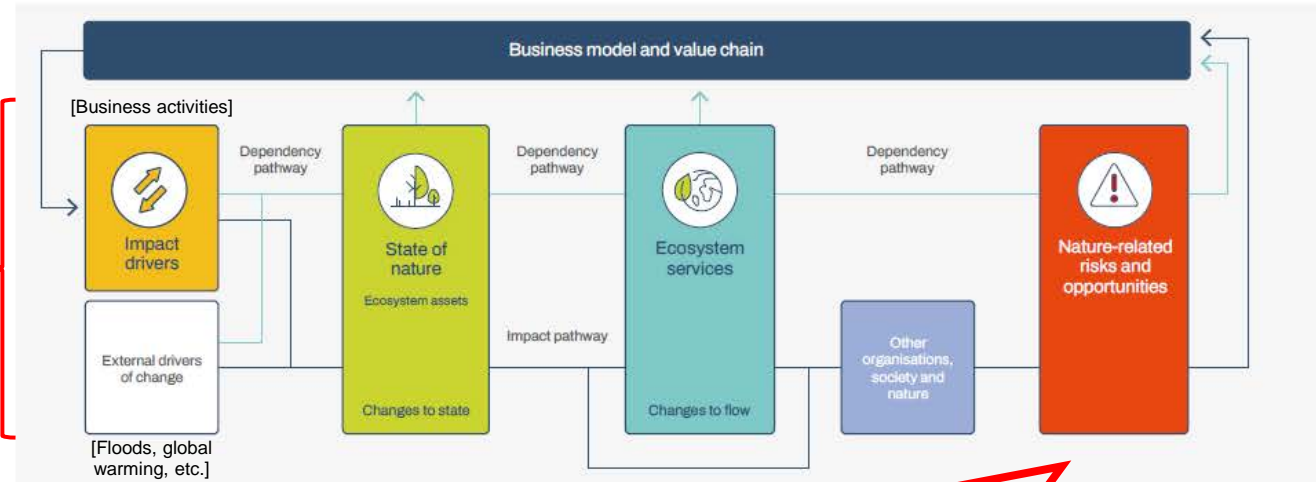 Business model and value chain
[Business activities]
Dependency
pathway
Dependency
pathway
Dependency
pathway
Impact
drivers
State of
nature
Ecosystem assets
Ecosystem
services
Nature-related
risks and
opportunities
External drivers
of change
Impact pathway
Other
organisations,
society and
nature
Changes to state
Changes to flow
[Floods, global
warming, etc.]